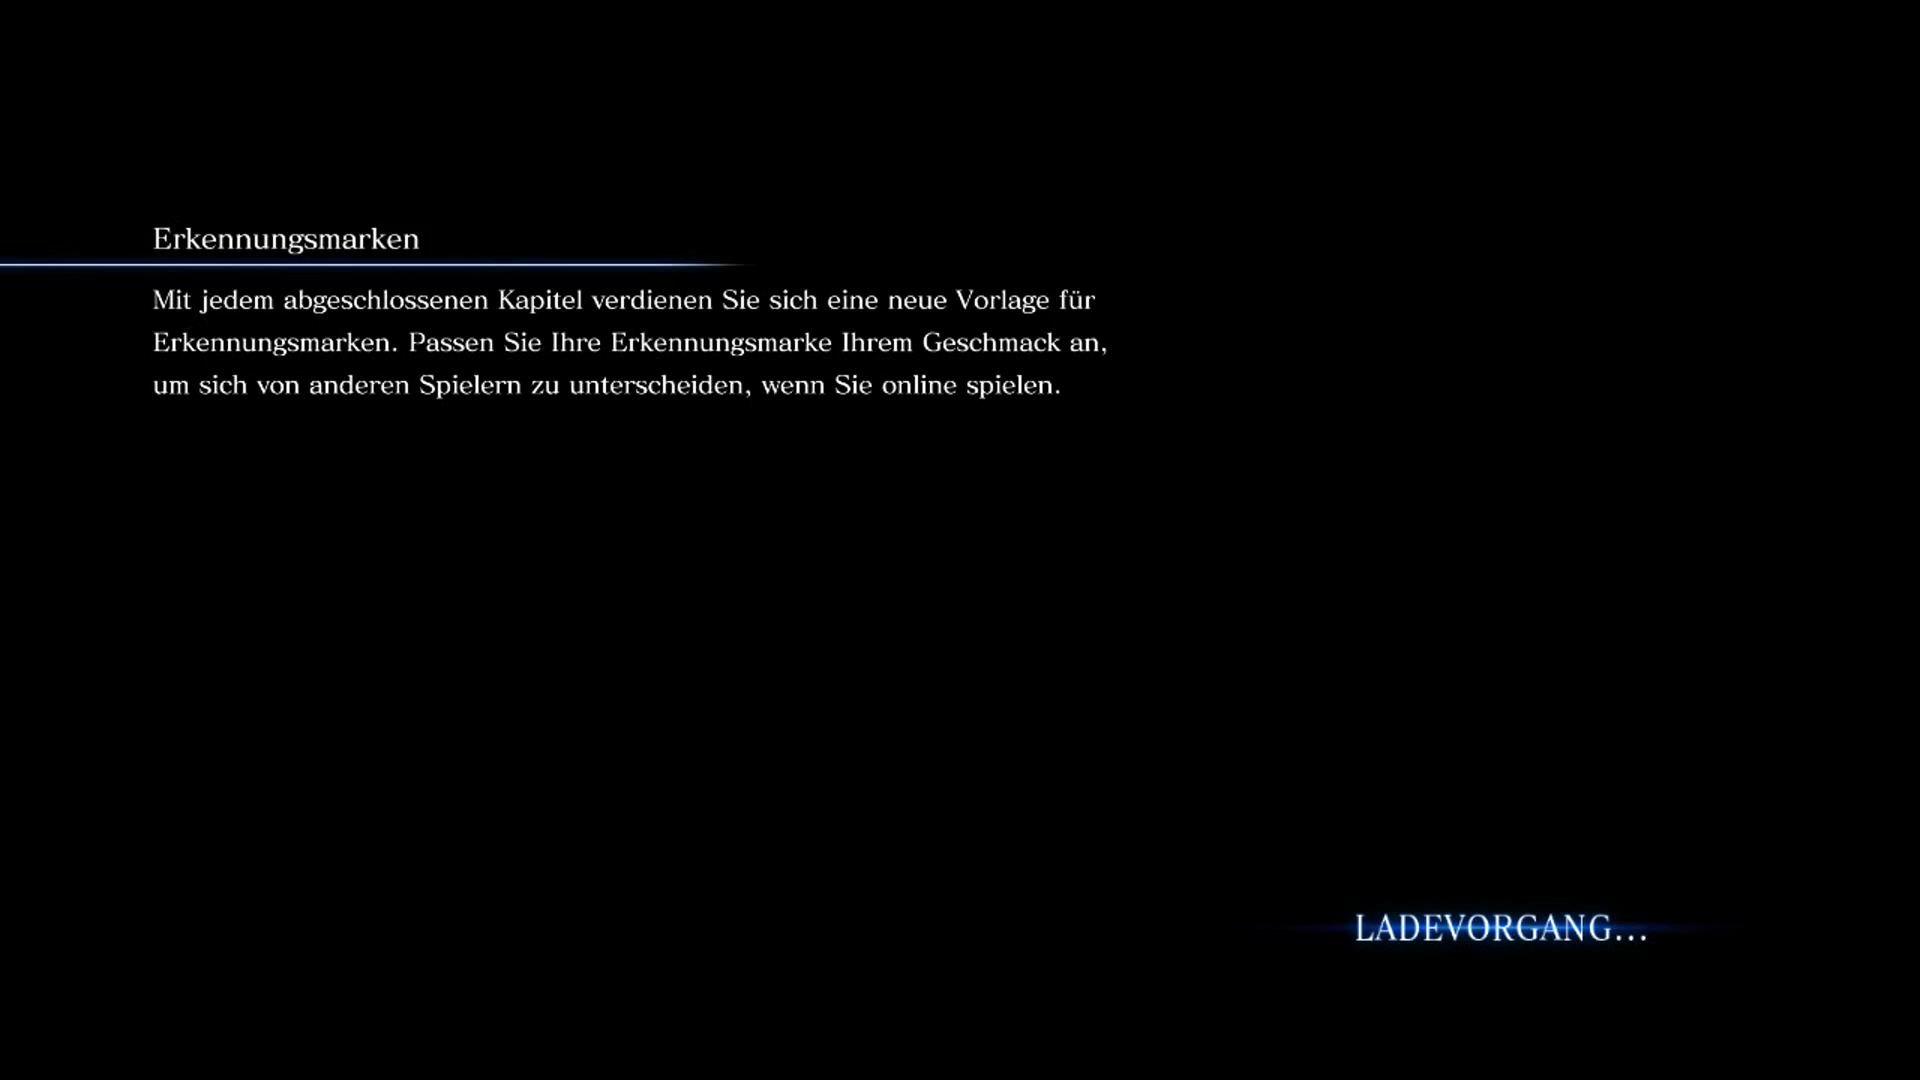 Erkennungsmarken
Mit jedem abgeschlossenen Kapitel verdienen Sie sich eine neue Vorlage für
Erkennungsmarken. Passen Sie Ihre Erkennungsmarke Ihrem Geschmack an,
um sich von anderen Spielern zu unterscheiden, wenn Sie online spielen.
LADEVORGANG...